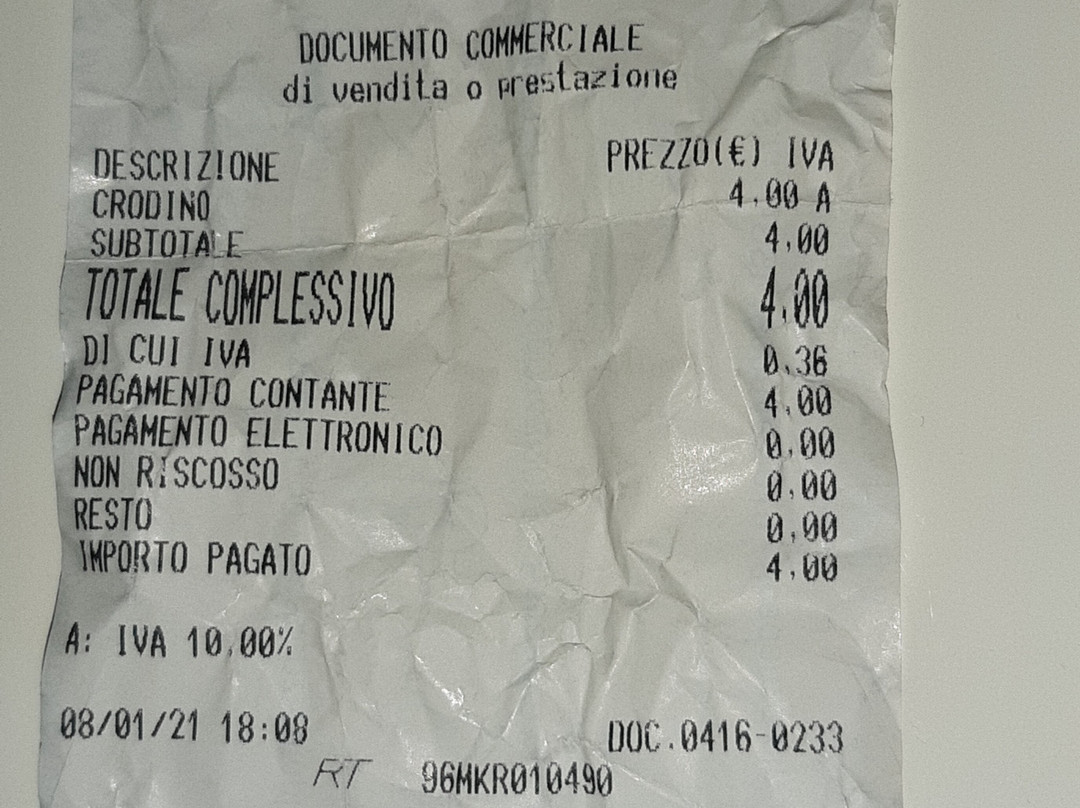 DOCUMENTO COMMERCIALE
di vendita o prestazione
DESCRIZIONE PREZZO(€) IVA
CRODINO 4,00 A
SUBTOTALE 4,00
TOTALE COMPLESSIVO 4,00
DI CUI IVA 0,36
PAGAMENTO CONTANTE 4,00
PAGAMENTO ELETTRONICO 0,00
NON RISCOSSO 0,00
RESTO 0,00
IMPORTO PAGATO 4,00
A: IVA 10,00%
08/01/21 18:08 DOC.0416-0233
RT 96MKR010490